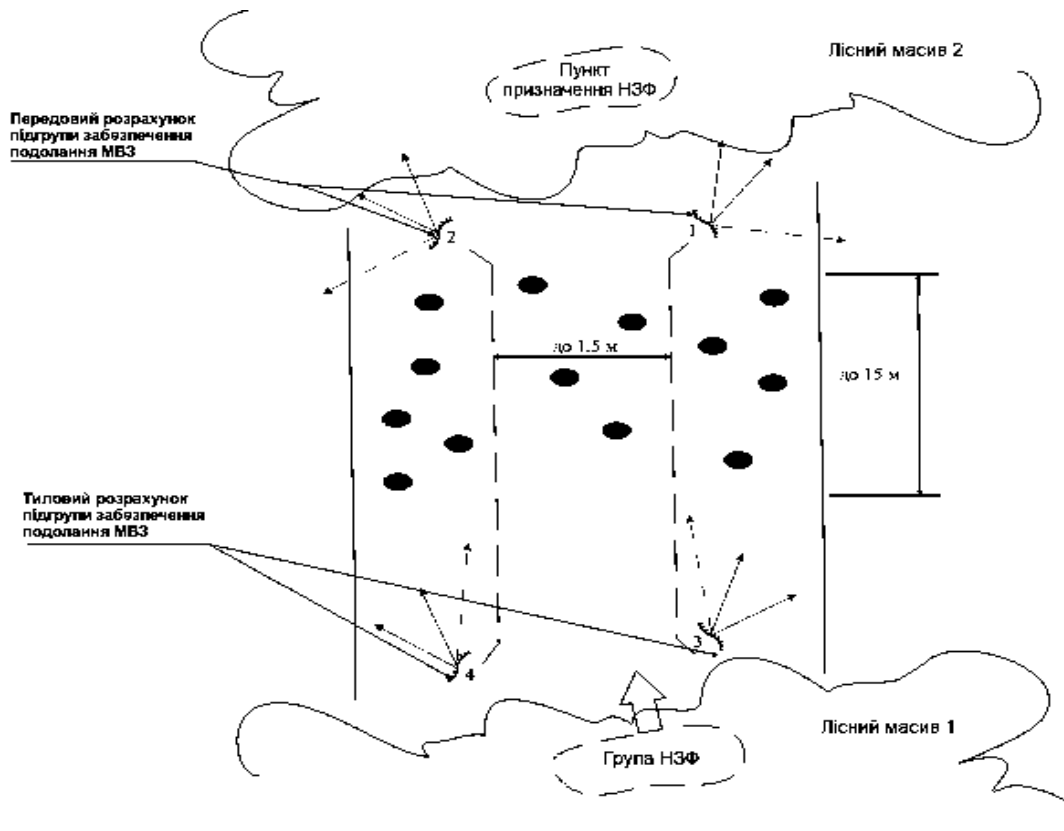 Лісний масив 2
Пункт
призначення НЗФ
Передовий розрахунок
підгрупи забезпечення
подолання МВЗ
2
1
до 1.5 м
до 15 м
Тиловий розрахунок
підгрупи забезпечення
подолання МВЗ
3
4
Лісний масив 1
Група НЗФ